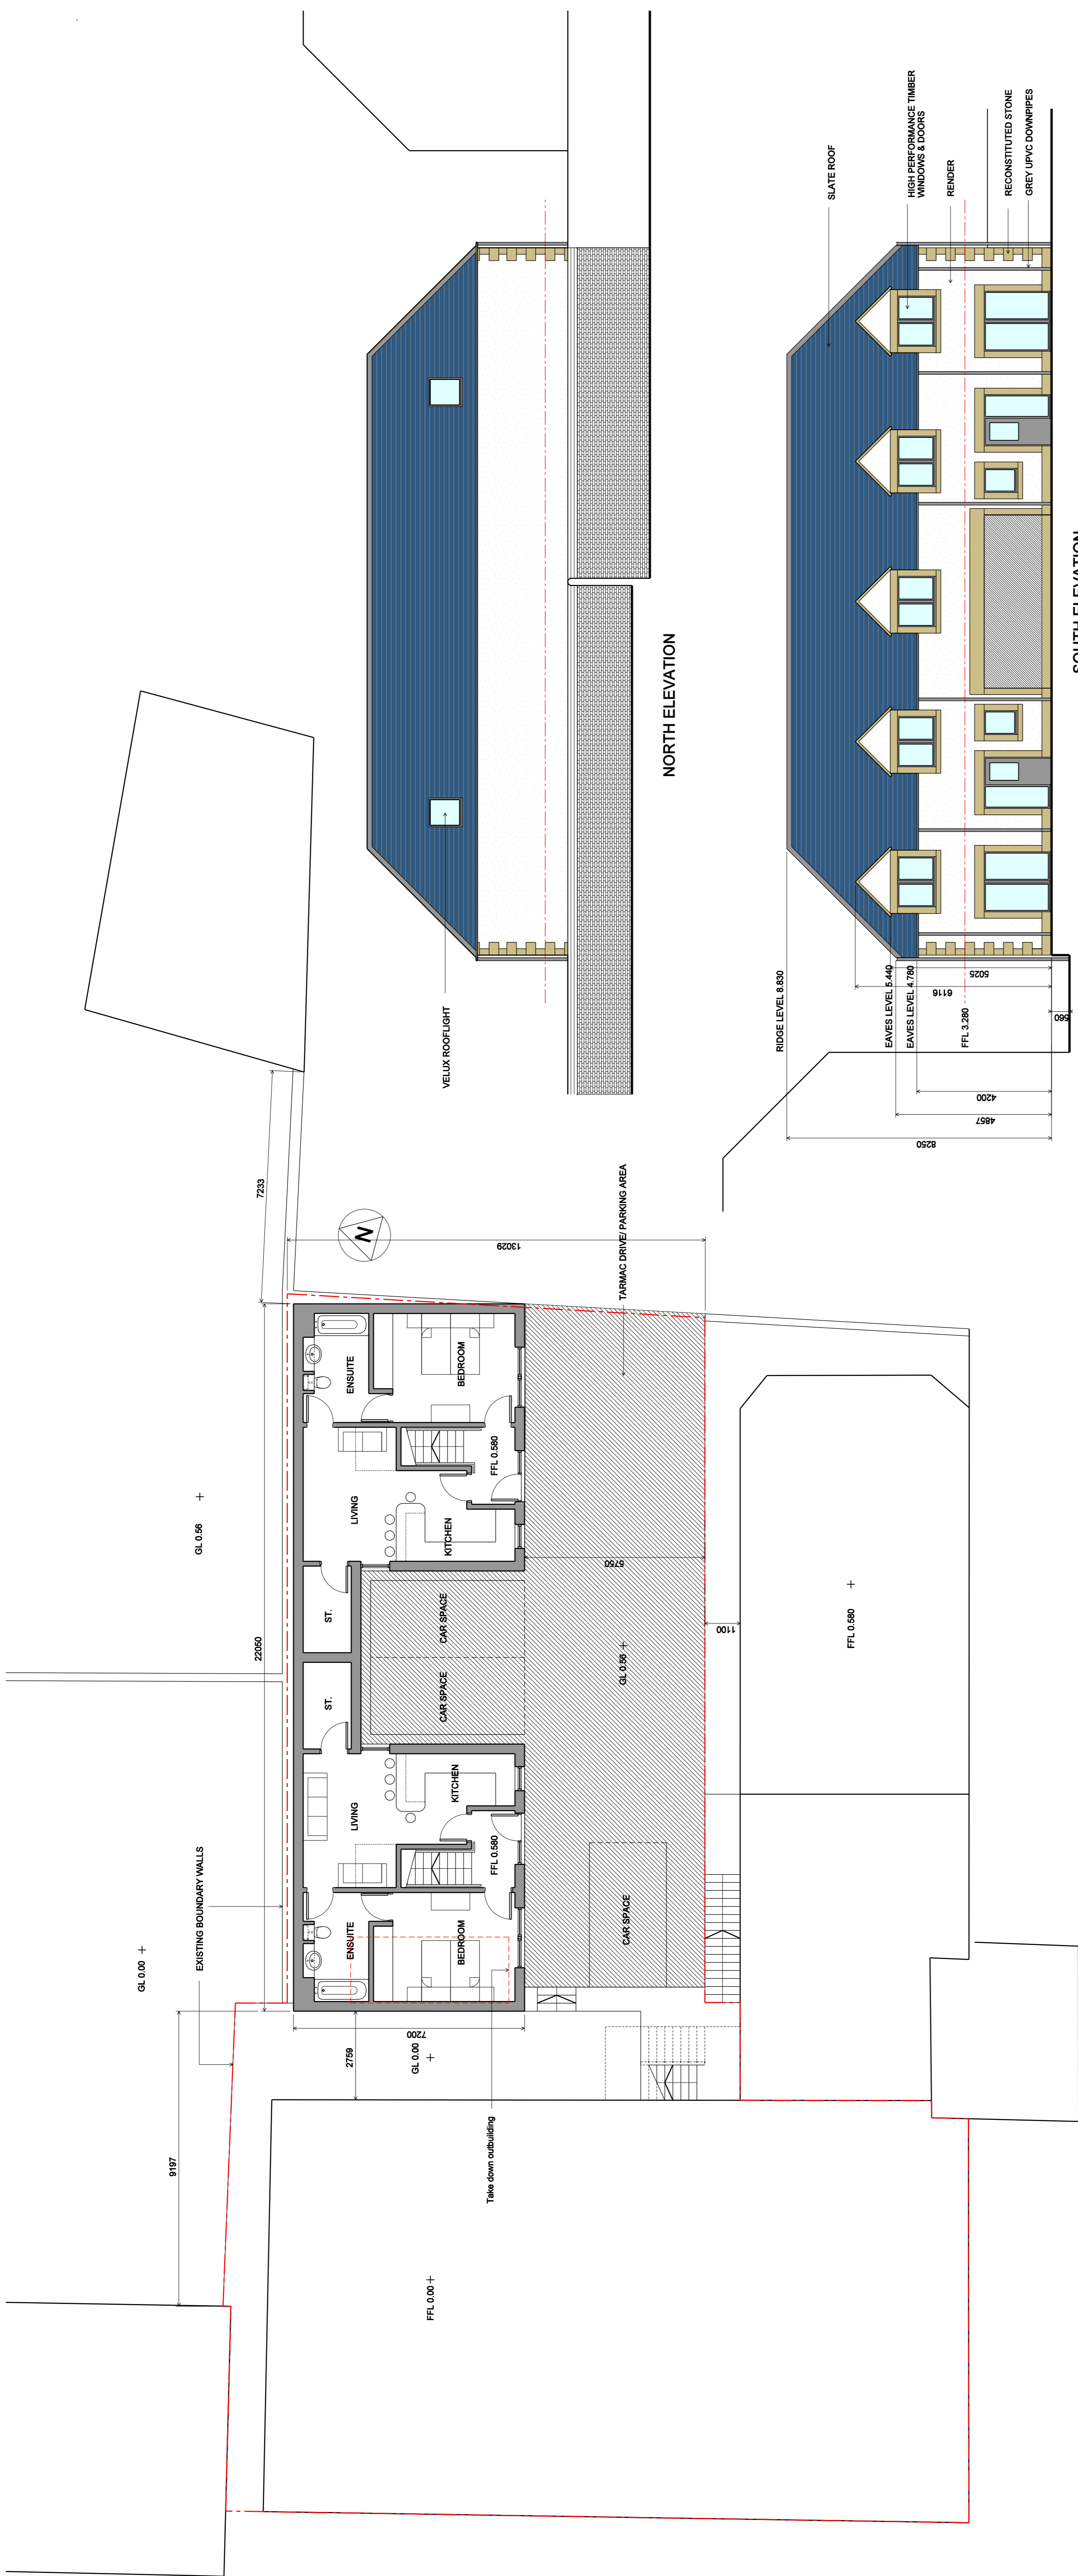 NORTH ELEVATION
VELUX ROOFLIGHT
SLATE ROOF
HIGH PERFORMANCE TIMBER
WINDOWS & DOORS
RENDER
RECONSTITUTED STONE
GREY UPVC DOWNPIPES
RIDGE LEVEL 8.830
EAVES LEVEL 5.440
EAVES LEVEL 4.780
FFL 3.280
5025
6116
560
4200
4857
8250
SOUTH ELEVATION
7233
N
13029
TARMAC DRIVE/ PARKING AREA
GL 0.56
22050
ENSUITE
BEDROOM
LIVING
FFL 0.580
KITCHEN
ST.
CAR SPACE
5750
GL 0.56
1100
FFL 0.580
ST.
CAR SPACE
LIVING
KITCHEN
FFL 0.580
ENSUITE
BEDROOM
CAR SPACE
EXISTING BOUNDARY WALLS
GL 0.00
7200
2759
GL 0.00
Take down outbuilding
9197
FFL 0.00